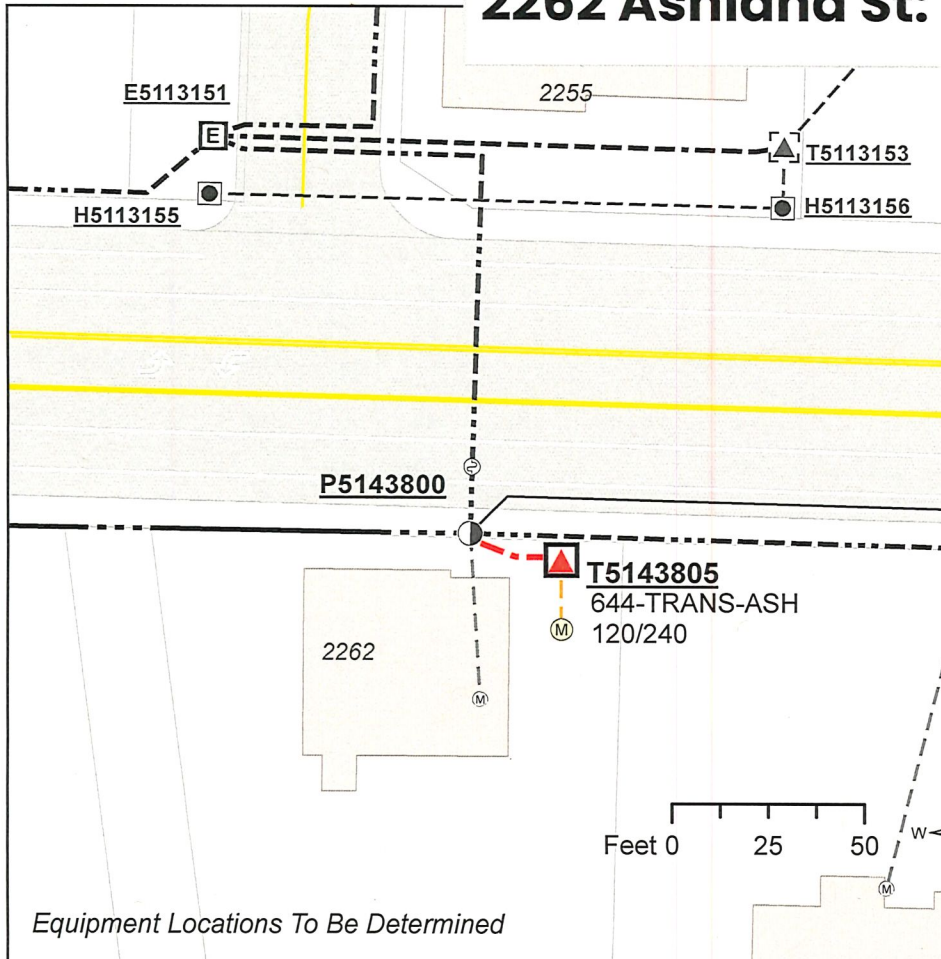 2262 Ashland St:
2255
E5113151
E
T5113153
H5113155
H5113156
P5143800
T5143805
644-TRANS-ASH
M
120/240
2262
M
Feet 0 25 50
W
M
Equipment Locations To Be Determined